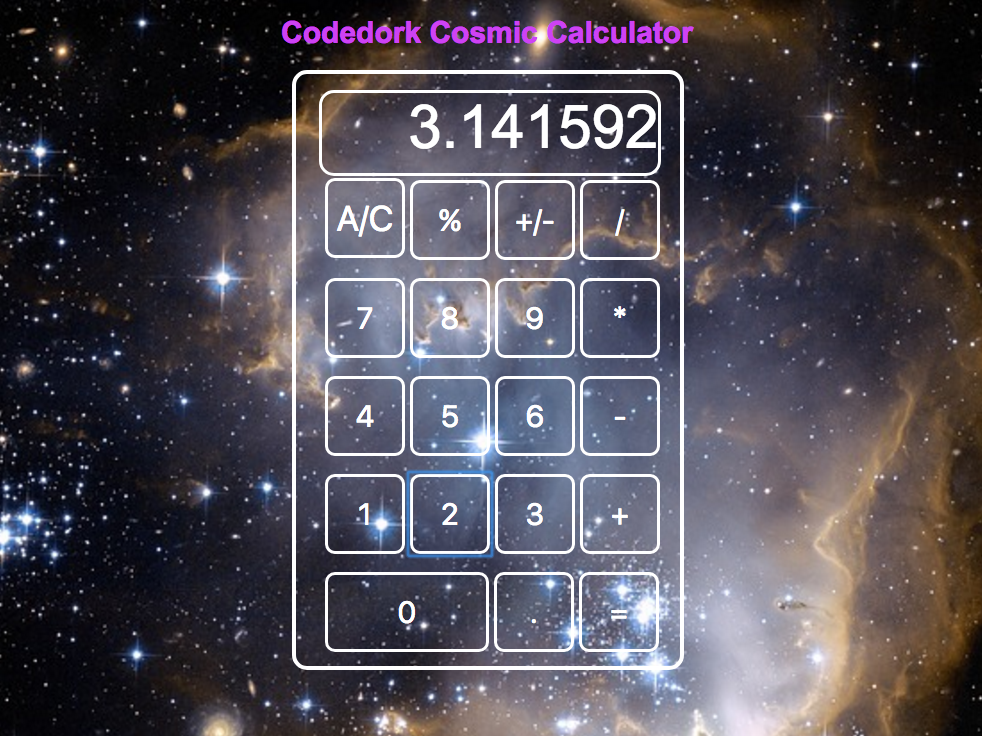 Codedork Cosmic Calculator
3.141592
A/C % +/- /
7 8 9 *
4 5 6 -
1 2 3 +
0 . =